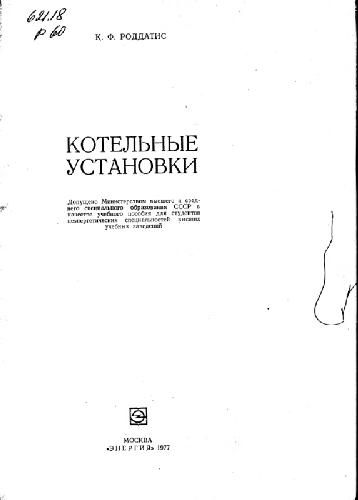 621.18
Р 60
К. Ф. РОДДАТИС
КОТЕЛЬНЫЕ
УСТАНОВКИ
Допущено Министерством высшего и сред-
него специального образования СССР в
качестве учебного пособия для студентов
неэнергетических специальностей высших
учебных заведений
МОСКВА
«ЭНЕРГИЯ» 1977